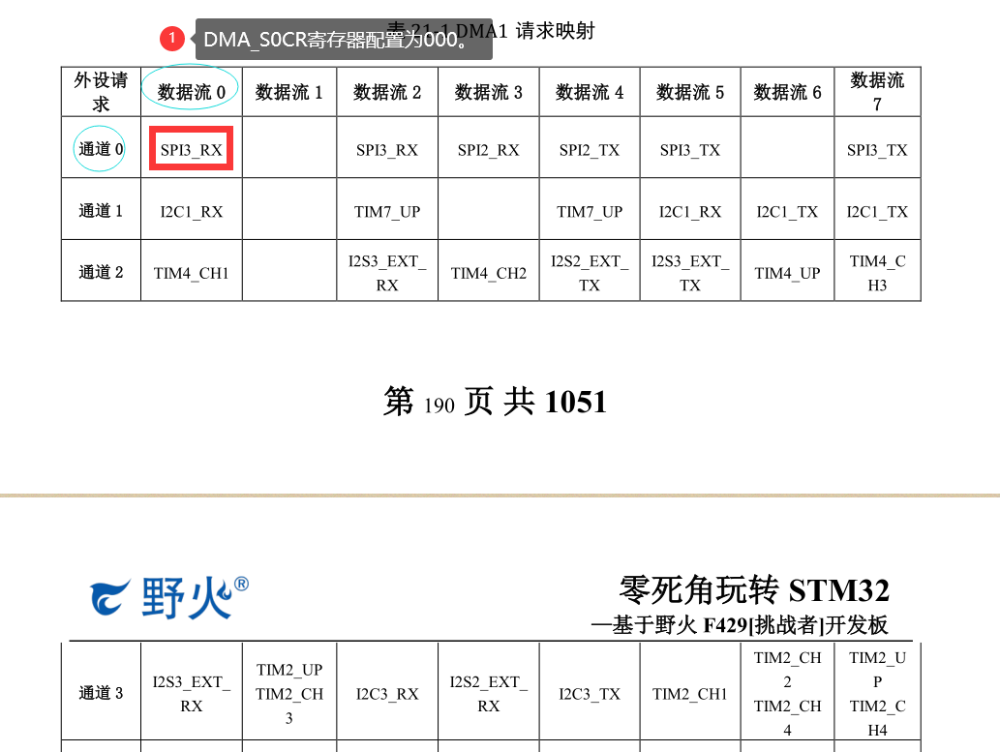 表 21-1 DMA1 请求映射
1
DMA_S0CR寄存器配置为000。
外设请求 数据流 0 数据流 1 数据流 2 数据流 3 数据流 4 数据流 5 数据流 6 数据流 7
通道 0 SPI3_RX SPI3_RX SPI2_RX SPI2_TX SPI3_TX SPI3_TX
通道 1 I2C1_RX TIM7_UP TIM7_UP I2C1_RX I2C1_TX I2C1_TX
通道 2 TIM4_CH1 I2S3_EXT_RX TIM4_CH2 I2S2_EXT_TX I2S3_EXT_TX TIM4_UP TIM4_CH3
第 190 页 共 1051
野火®
零死角玩转 STM32
—基于野火 F429[挑战者]开发板
通道 3 I2S3_EXT_RX TIM2_UP TIM2_CH3 I2C3_RX I2S2_EXT_RX I2C3_TX TIM2_CH1 TIM2_CH2 TIM2_CH4 TIM2_UP TIM2_CH4